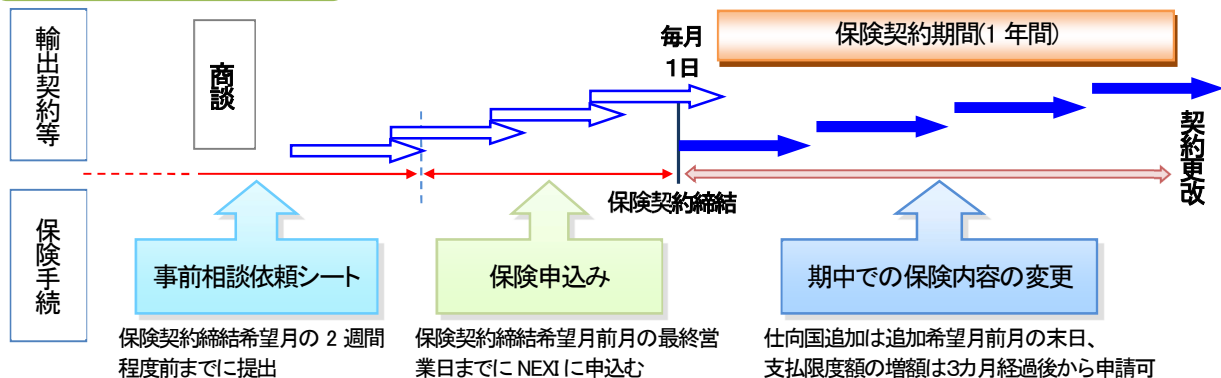 輸出契約等
商談
毎月
1日
保険契約期間(1 年間)
契約更改
保険契約締結
保険手続
事前相談依頼シート
保険申込み
期中での保険内容の変更
保険契約締結希望月の 2 週間
程度前までに提出
保険契約締結希望月前月の最終営
業日までに NEXI に申込む
仕向国追加は追加希望月前月の末日、
支払限度額の増額は3カ月経過後から申請可